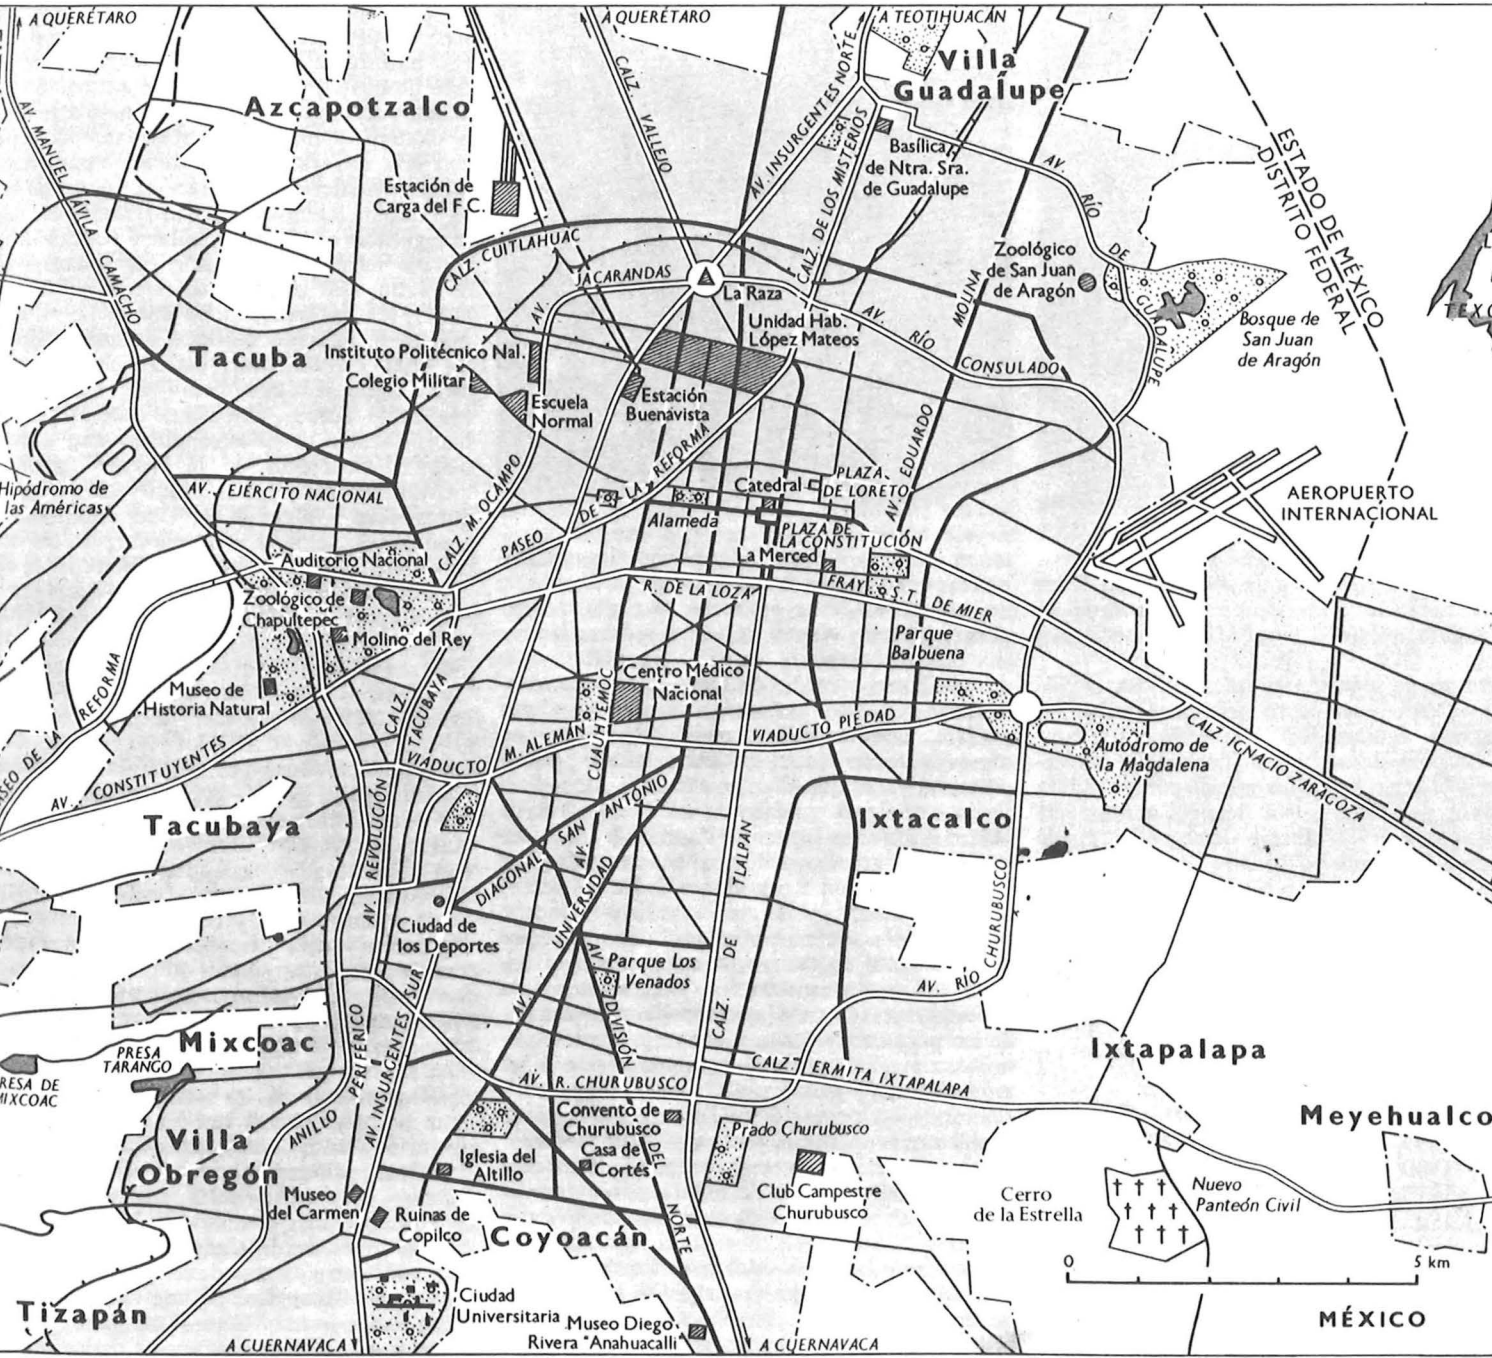 A QUERÉTARO
A QUERÉTARO
A TEOTIHUACÁN
Villa
Guadalupe
Azcapotzalco
CALZ. VALLEJO
AV. INSURGENTES NORTE
CALZ. DE LOS MISTERIOS
AV. MANUEL ÁVILA CAMACHO
Basílica
de Ntra. Sra.
de Guadalupe
AV. RÍO DE GUADALUPE
ESTADO DE MÉXICO
DISTRITO FEDERAL
Estación de
Carga del F.C.
CALZ. CUITLAHUAC
AV. JACARANDAS
La Raza
Zoológico
de San Juan
de Aragón
Bosque de
San Juan
de Aragón
Unidad Hab.
López Mateos
AV. RÍO CONSULADO
AV. EDUARDO MOLINA
Tacuba
Instituto Politécnico Nal.
Colegio Militar
Escuela
Normal
Estación
Buenavista
Hipódromo de
las Américas
AV. EJÉRCITO NACIONAL
CALZ. M. OCAMPO
PASEO DE LA REFORMA
Catedral
PLAZA
DE LORETO
Alameda
PLAZA DE
LA CONSTITUCIÓN
La Merced
AEROPUERTO
INTERNACIONAL
Auditorio Nacional
Zoológico de
Chapultepec
Molino del Rey
R. DE LA LOZA
FRAY S.T. DE MIER
Parque
Balbuena
Museo de
Historia Natural
PASEO DE LA REFORMA
AV. CONSTITUYENTES
CALZ. TACUBAYA
Centro Médico
Nacional
AV. CUAUHTEMOC
VIADUCTO M. ALEMÁN
VIADUCTO PIEDAD
Autódromo de
la Magdalena
CALZ. IGNACIO ZARAGOZA
Tacubaya
Ixtacalco
AV. REVOLUCIÓN
DIAGONAL SAN ANTONIO
AV. UNIVERSIDAD
CALZ. DE TLALPAN
AV. RÍO CHURUBUSCO
Ciudad de
los Deportes
Parque Los
Venados
AV. DIVISIÓN DEL NORTE
AV. INSURGENTES SUR
ANILLO PERIFÉRICO
Mixcoac
PRESA
TARANGO
PRESA DE
MIXCOAC
AV. R. CHURUBUSCO
CALZ. ERMITA IXTAPALAPA
Ixtapalapa
Meyehualco
Villa
Obregón
Convento de
Churubusco
Casa de
Cortés
Prado Churubusco
Iglesia del
Altillo
Club Campestre
Churubusco
Museo
del Carmen
Ruinas de
Copilco
Coyoacán
Cerro
de la Estrella
Nuevo
Panteón Civil
0 5 km
Tizapán
Ciudad
Universitaria
Museo Diego
Rivera "Anahuacalli"
MÉXICO
A CUERNAVACA
A CUERNAVACA